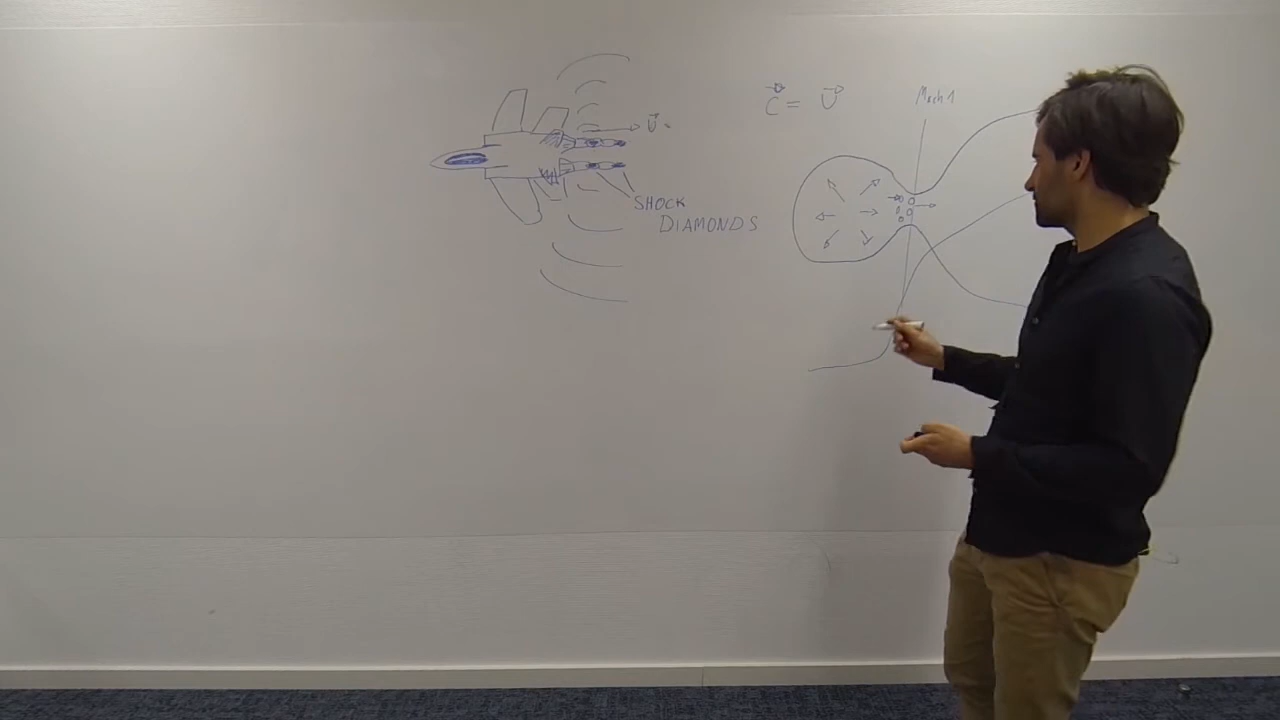 v⃗
SHOCK
DIAMONDS
c⃗ = v⃗
Mach 1